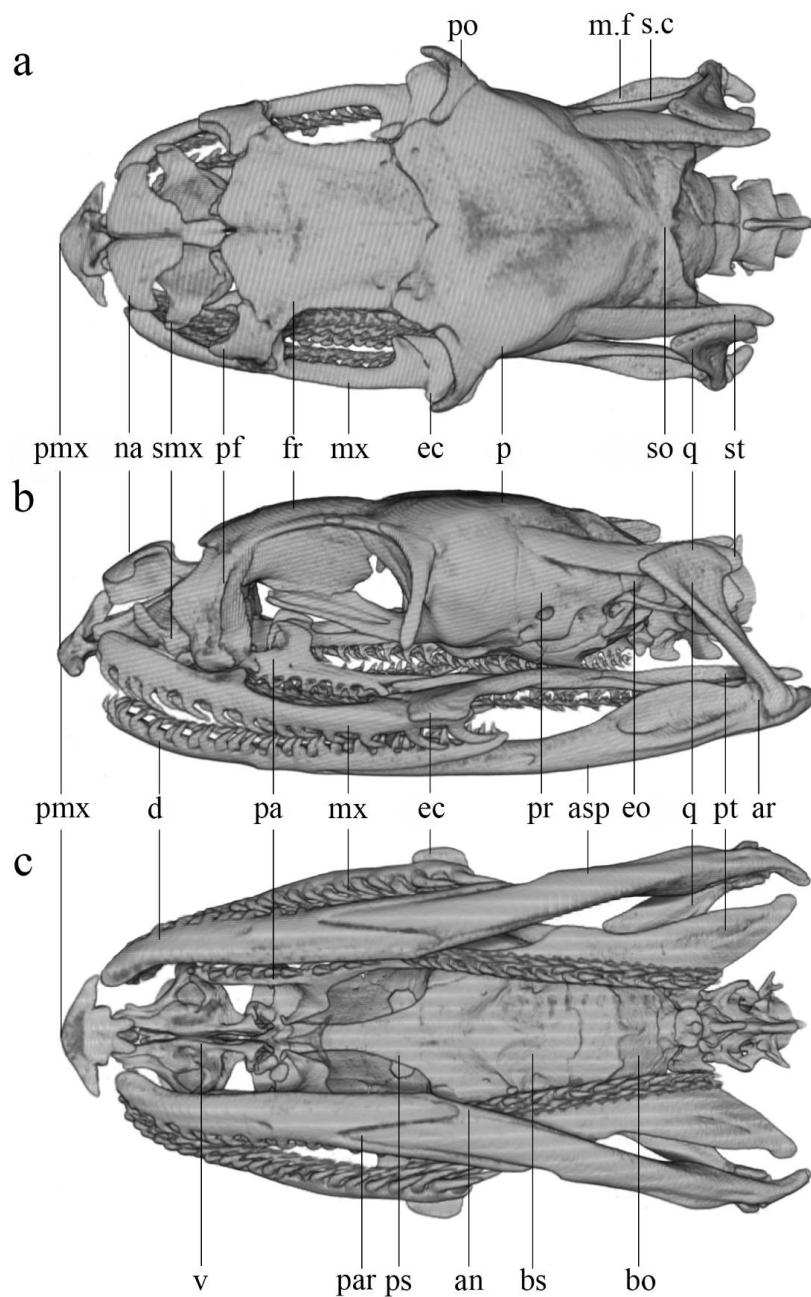 po m.f s.c
a
pmx na smx pf fr mx ec p so q st
b
pmx d pa mx ec pr asp eo q pt ar
c
v par ps an bs bo